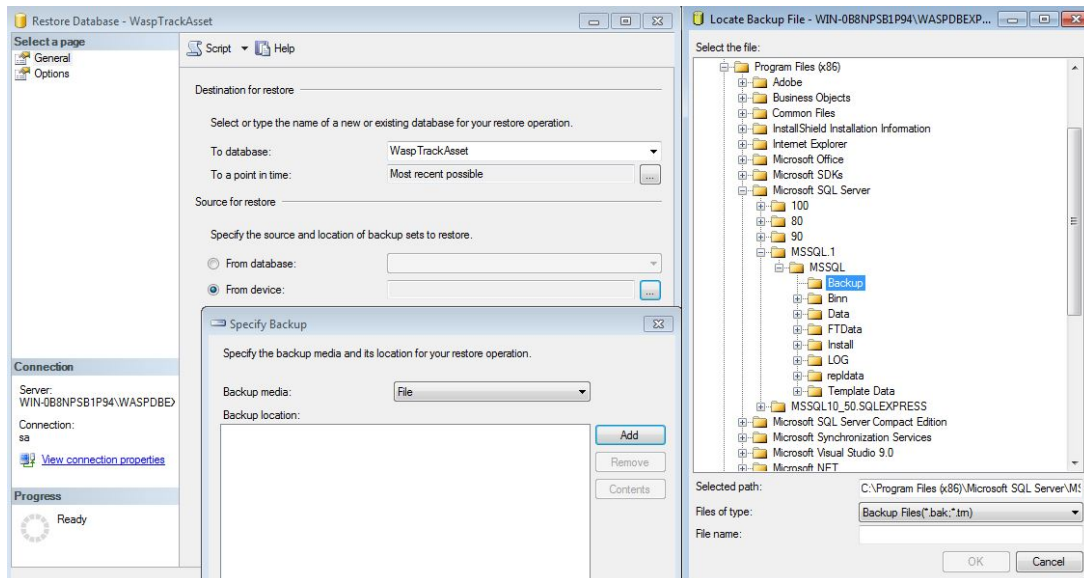 Restore Database - WaspTrackAsset
Select a page
General
Options
Script
Help
Destination for restore
Select or type the name of a new or existing database for your restore operation.
To database:
WaspTrackAsset
To a point in time:
Most recent possible
...
Source for restore
Specify the source and location of backup sets to restore.
From database:
From device:
...
Connection
Server:
WIN-0B8NPSB1P94\WASPDBEX
Connection:
sa
View connection properties
Progress
Ready
Specify Backup
Specify the backup media and its location for your restore operation.
Backup media:
File
Backup location:
Add
Remove
Contents
Locate Backup File - WIN-0B8NPSB1P94\WASPDBEXP...
Select the file:
Program Files (x86)
Adobe
Business Objects
Common Files
InstallShield Installation Information
Internet Explorer
Microsoft Office
Microsoft SDKs
Microsoft SQL Server
100
80
90
MSSQL.1
MSSQL
Backup
Binn
Data
FTData
Install
LOG
repldata
Template Data
MSSQL10_50.SQLEXPRESS
Microsoft SQL Server Compact Edition
Microsoft Synchronization Services
Microsoft Visual Studio 9.0
Microsoft.NET
Selected path:
C:\Program Files (x86)\Microsoft SQL Server\MS
Files of type:
Backup Files(*.bak;*.trn)
File name:
OK
Cancel